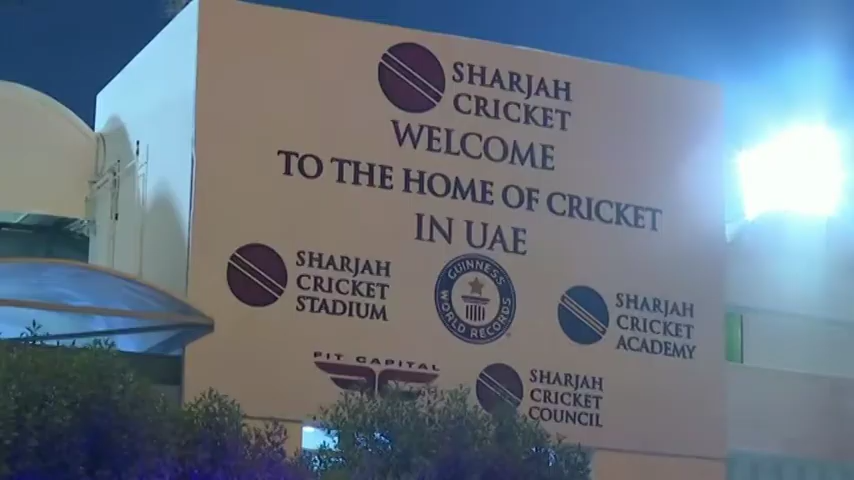 SHARJAH
CRICKET
WELCOME
TO THE HOME OF CRICKET
IN UAE
SHARJAH
CRICKET
STADIUM
GUINNESS
WORLD RECORDS
SHARJAH
CRICKET
ACADEMY
PIT CAPITAL
SHARJAH
CRICKET
COUNCIL